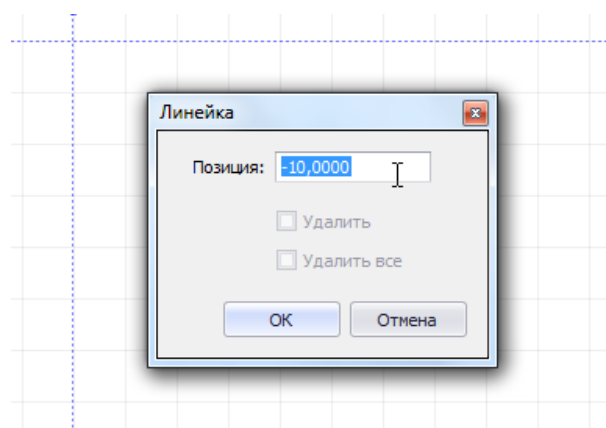 Линейка
Позиция: -10,0000
Удалить
Удалить все
OK Отмена